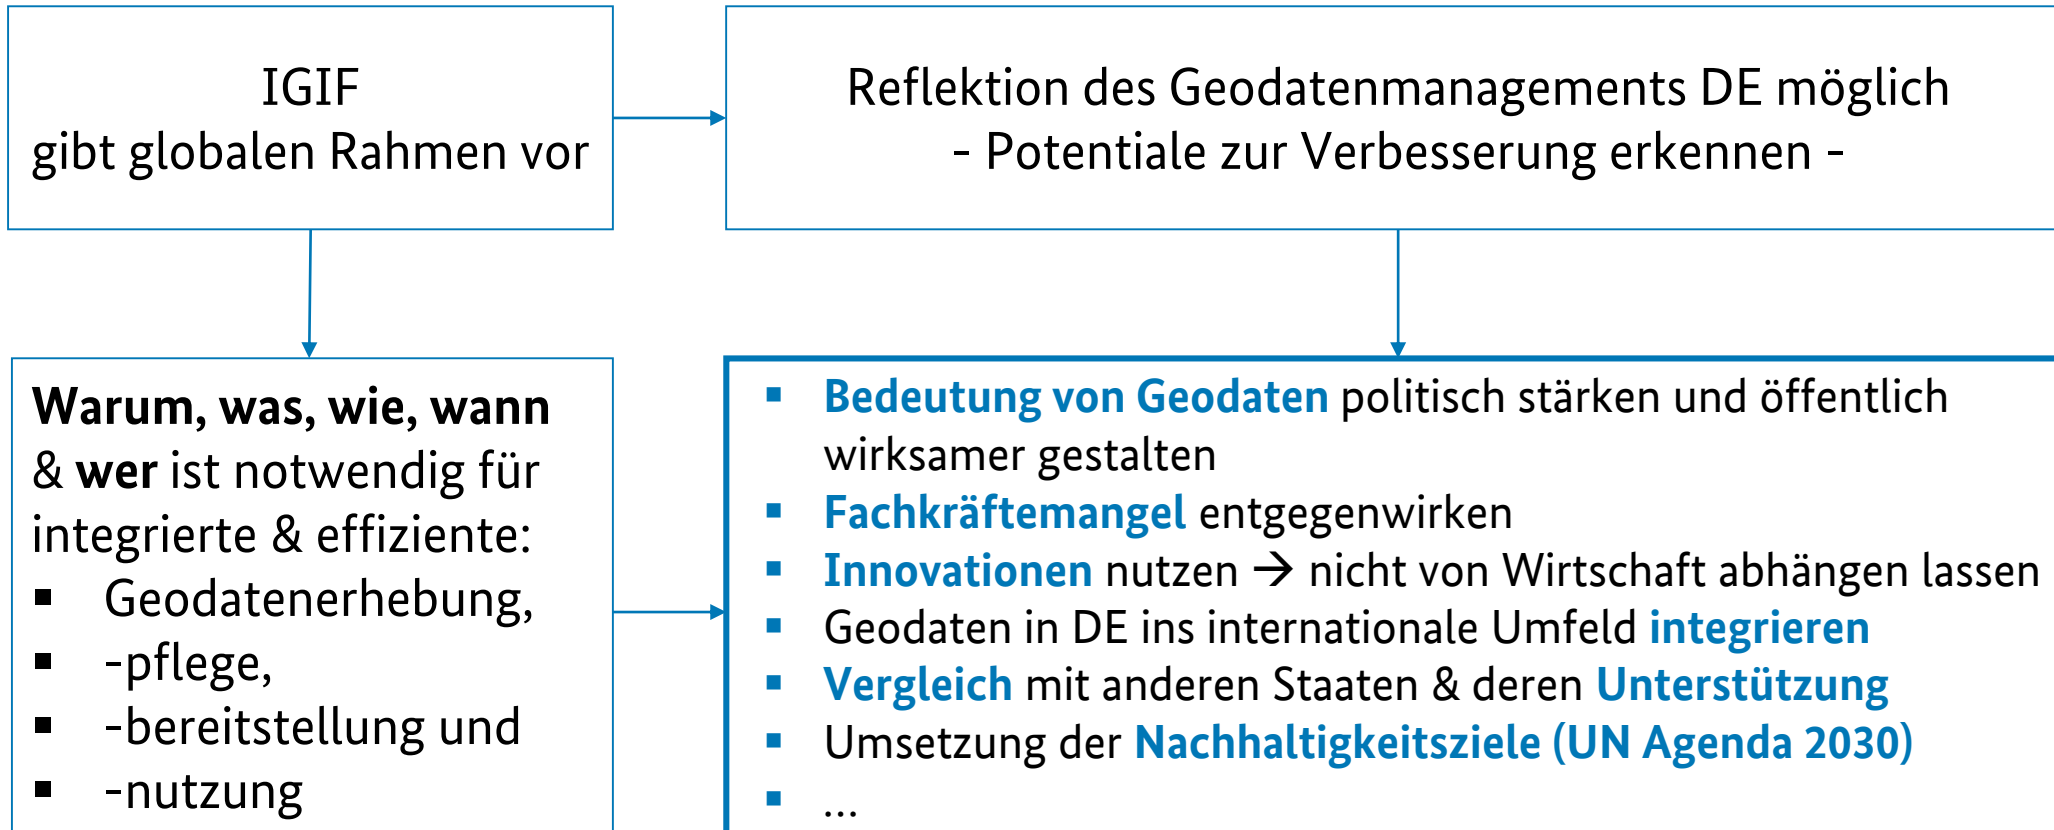 IGIF
gibt globalen Rahmen vor
Reflektion des Geodatenmanagements DE möglich
- Potentiale zur Verbesserung erkennen -
Warum, was, wie, wann
& wer ist notwendig für
integrierte & effiziente:
▪ Geodatenerhebung,
▪ -pflege,
▪ -bereitstellung und
▪ -nutzung
▪ Bedeutung von Geodaten politisch stärken und öffentlich
wirksamer gestalten
▪ Fachkräftemangel entgegenwirken
▪ Innovationen nutzen → nicht von Wirtschaft abhängen lassen
▪ Geodaten in DE ins internationale Umfeld integrieren
▪ Vergleich mit anderen Staaten & deren Unterstützung
▪ Umsetzung der Nachhaltigkeitsziele (UN Agenda 2030)
▪ ...